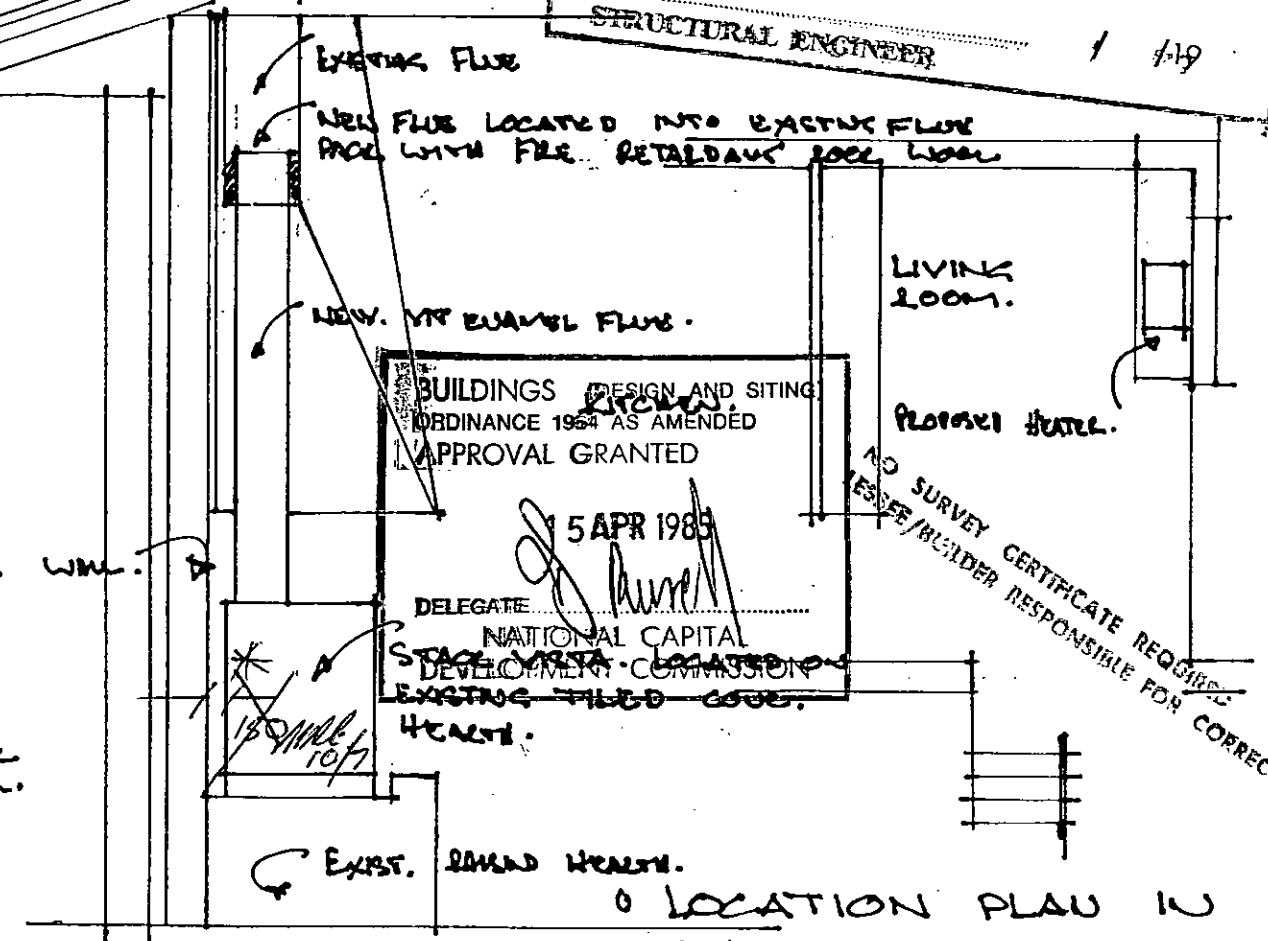 STRUCTURAL ENGINEER
EXISTING FLUE
NEW FLUE LOCATED INTO EXISTING FLUE
PACK WITH FIRE RETARDANT ROCK WOOL
LIVING
ROOM.
NEW. VIT ENAMEL FLUE.
BUILDINGS (DESIGN AND SITING)
KITCHEN.
ORDINANCE 1964 AS AMENDED
APPROVAL GRANTED
PROPOSED HEATER.
15 APR 1985
NO SURVEY CERTIFICATE REQUIRED
LESSEE/BUILDER RESPONSIBLE FOR CORREC
WALL.
DELEGATE
NATIONAL CAPITAL
DEVELOPMENT COMMISSION
LOCATED ON
EXISTING TILED CONC.
HEARTH.
EXIST. RAISED HEARTH.
LOCATION PLAN IN